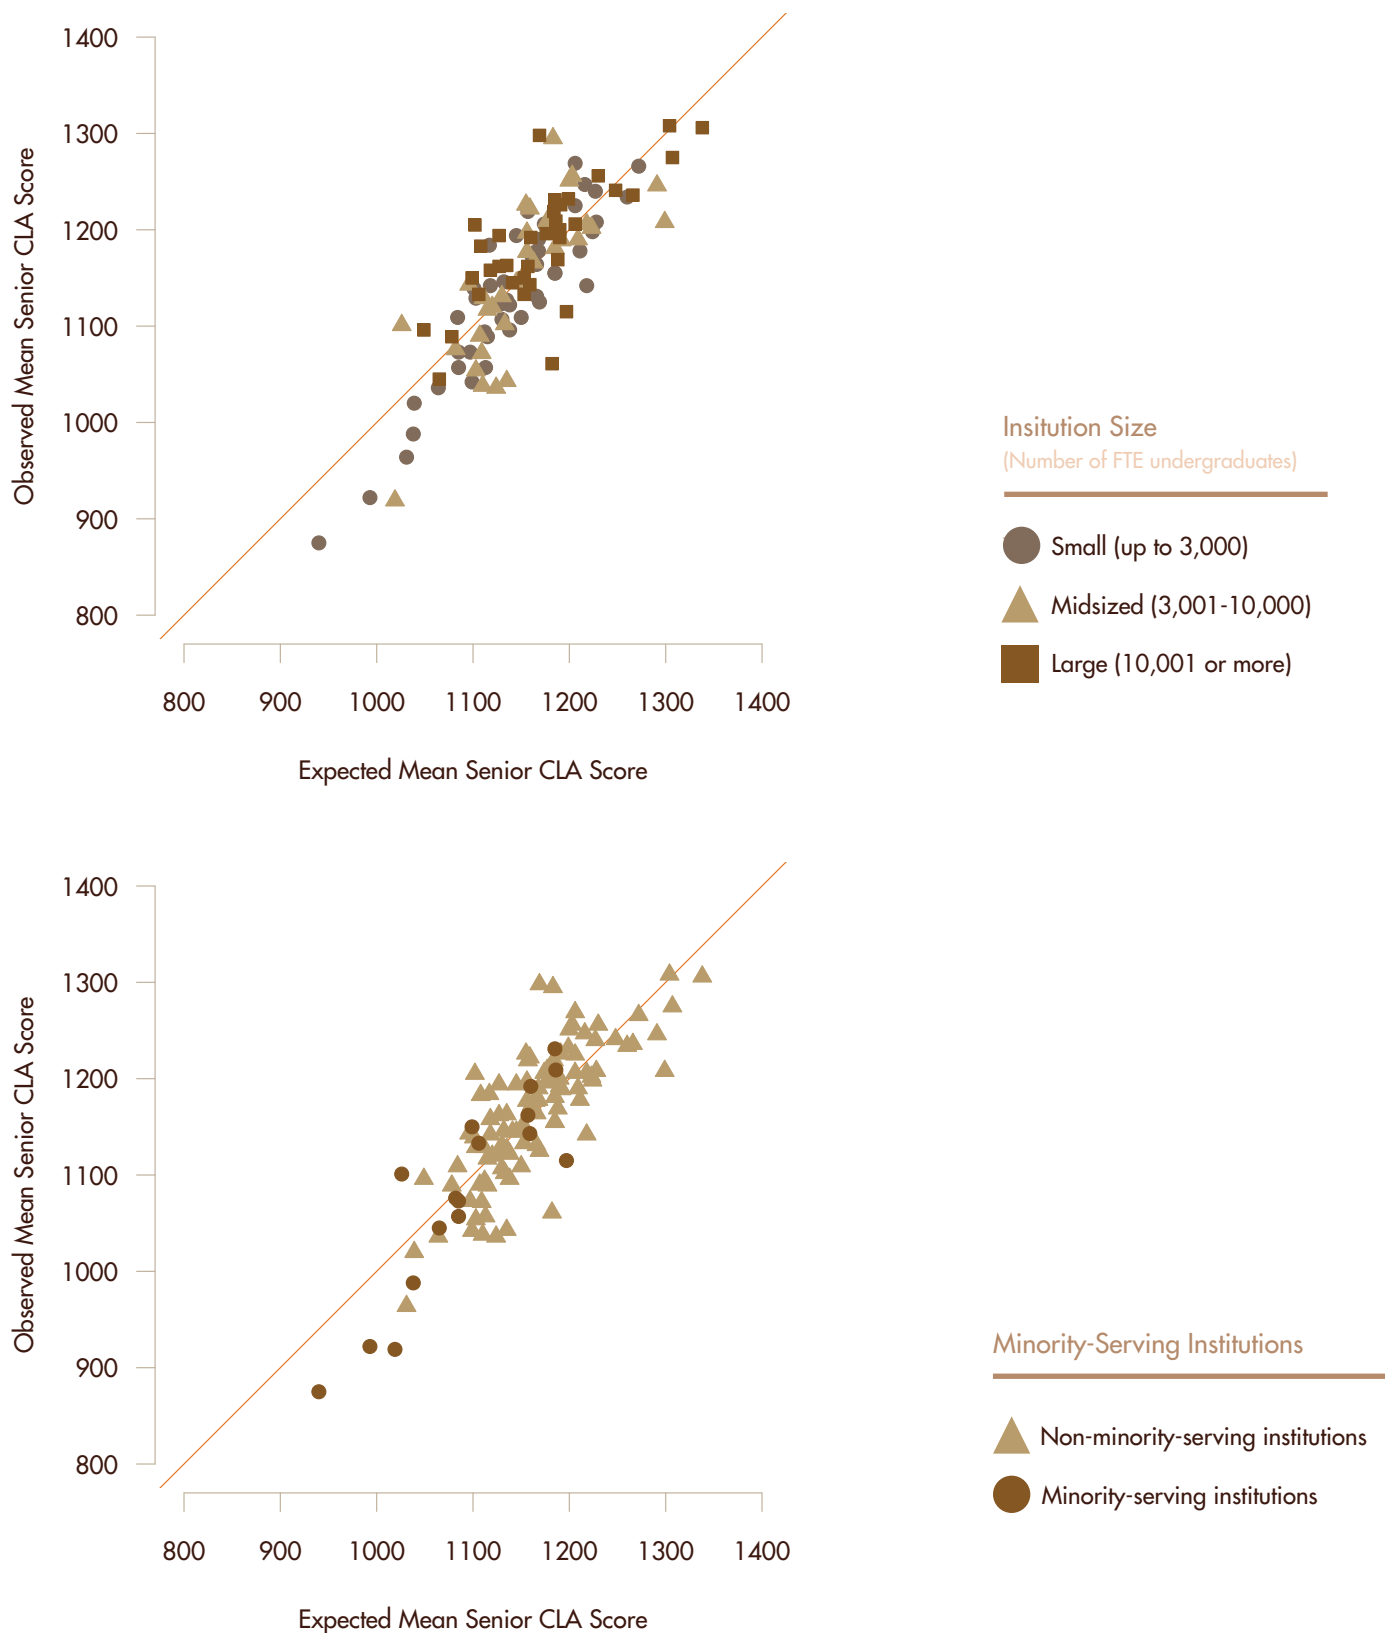 1400
1300
1200
1100
1000
900
800
Observed Mean Senior CLA Score
800 900 1000 1100 1200 1300 1400
Expected Mean Senior CLA Score
Insitution Size
(Number of FTE undergraduates)
Small (up to 3,000)
Midsized (3,001-10,000)
Large (10,001 or more)
1400
1300
1200
1100
1000
900
800
Observed Mean Senior CLA Score
800 900 1000 1100 1200 1300 1400
Expected Mean Senior CLA Score
Minority-Serving Institutions
Non-minority-serving institutions
Minority-serving institutions